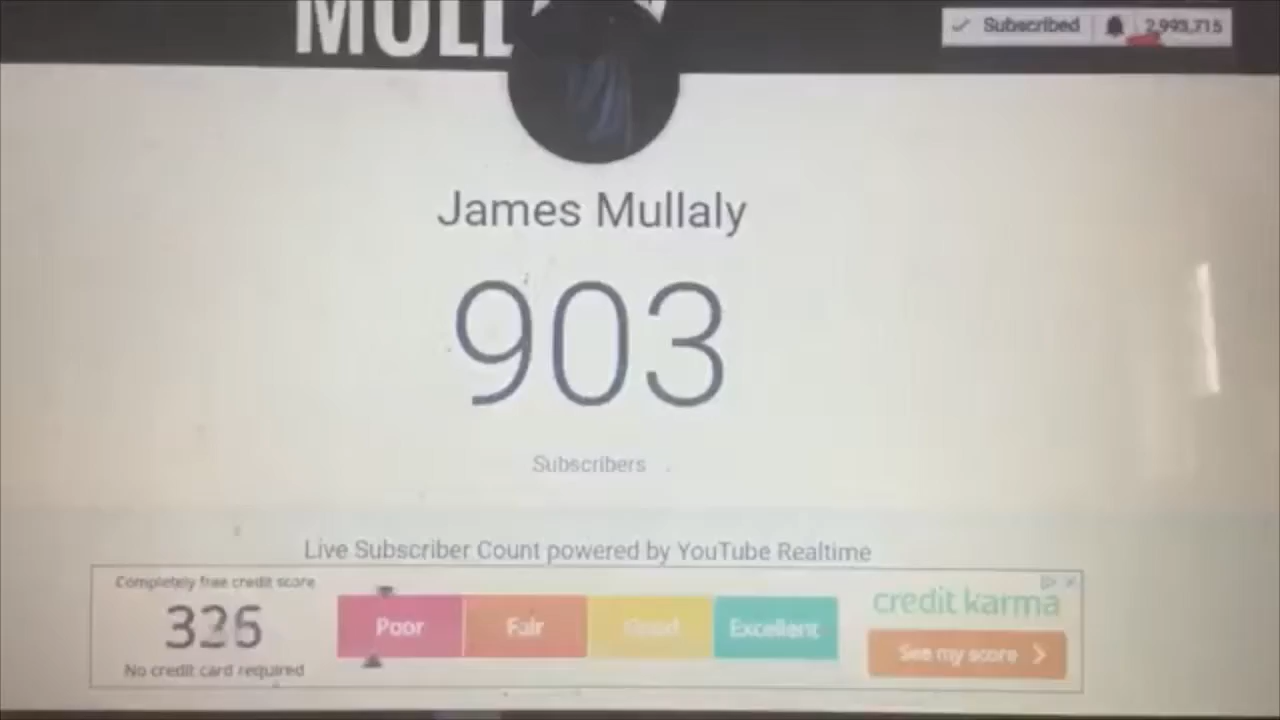 MULL
Subscribed 2,993,715
James Mullaly
903
Subscribers
Live Subscriber Count powered by YouTube Realtime
Completely free credit score
No credit card required
Poor
Fair
Good
Excellent
credit karma
See my score